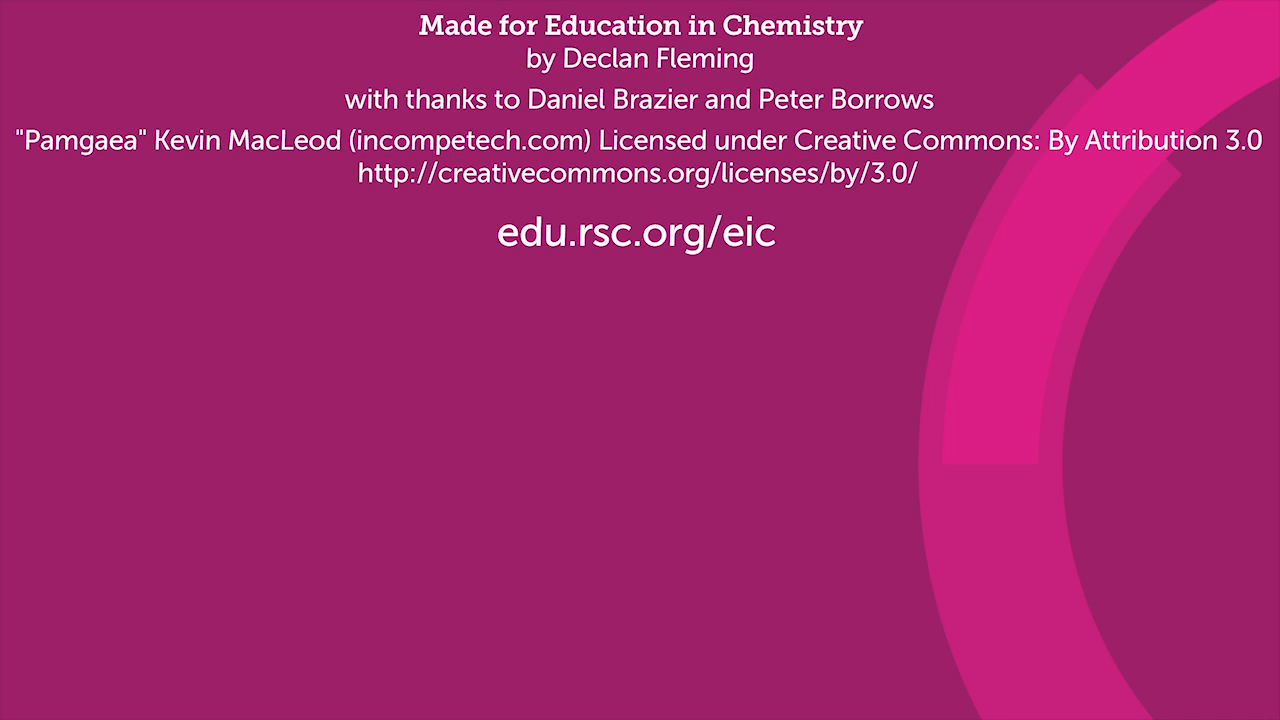 Made for Education in Chemistry
by Declan Fleming
with thanks to Daniel Brazier and Peter Borrows
"Pamgaea" Kevin MacLeod (incompetech.com) Licensed under Creative Commons: By Attribution 3.0
http://creativecommons.org/licenses/by/3.0/
edu.rsc.org/eic